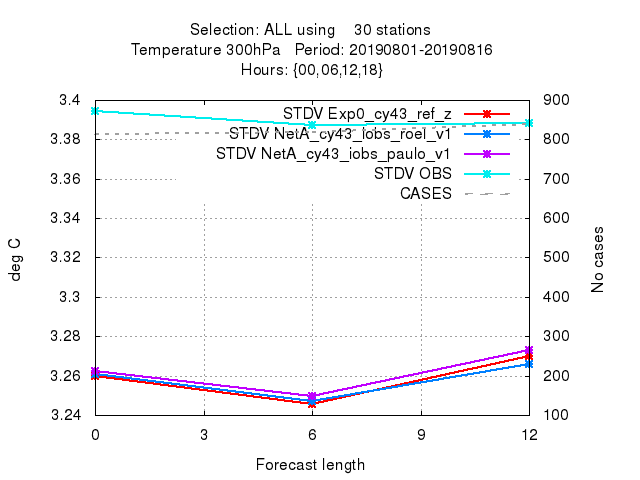 Selection: ALL using 30 stations
Temperature 300hPa Period: 20190801-20190816
Hours: {00,06,12,18}
3.4
3.38
3.36
3.34
3.32
3.3
3.28
3.26
3.24
900
800
700
600
500
400
300
200
100
STDV Exp0_cy43_ref_z
STDV NetA_cy43_iobs_roel_v1
STDV NetA_cy43_iobs_paulo_v1
STDV OBS
CASES
deg C
No cases
0 3 6 9 12
Forecast length